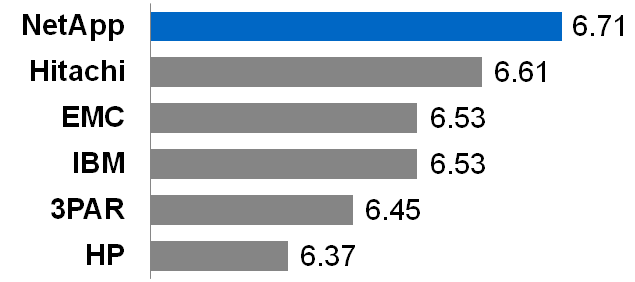 NetApp 6.71
Hitachi 6.61
EMC 6.53
IBM 6.53
3PAR 6.45
HP 6.37